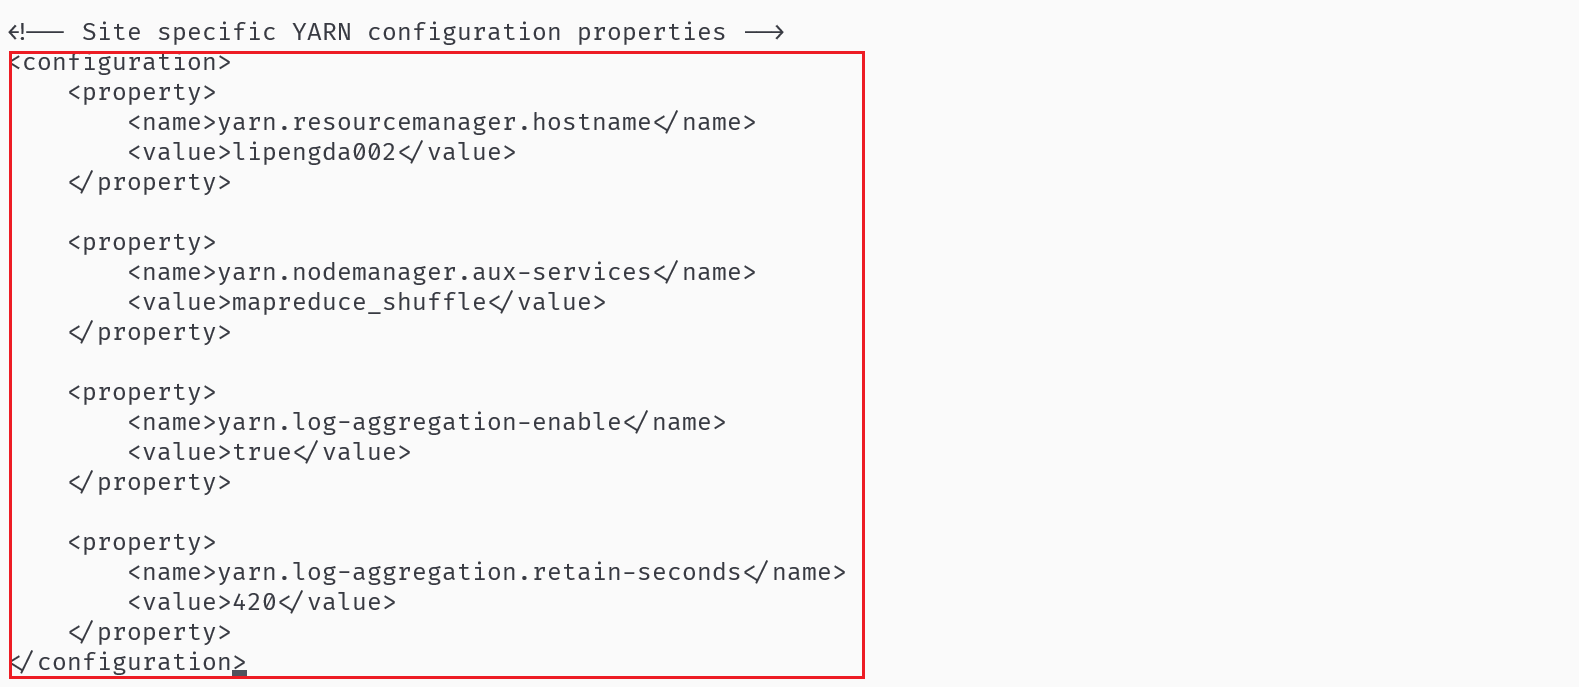 <!-- Site specific YARN configuration properties -->
<configuration>
    <property>
        <name>yarn.resourcemanager.hostname</name>
        <value>lipengda002</value>
    </property>

    <property>
        <name>yarn.nodemanager.aux-services</name>
        <value>mapreduce_shuffle</value>
    </property>

    <property>
        <name>yarn.log-aggregation-enable</name>
        <value>true</value>
    </property>

    <property>
        <name>yarn.log-aggregation.retain-seconds</name>
        <value>420</value>
    </property>
</configuration>